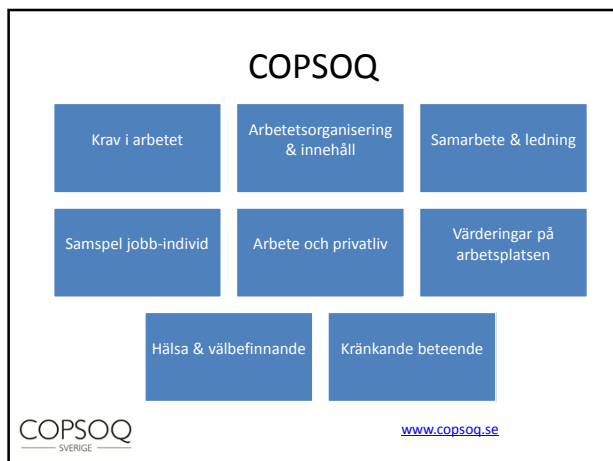 COPSOQ
Krav i arbetet
Arbetetsorganisering
& innehåll
Samarbete & ledning
Samspel jobb-individ
Arbete och privatliv
Värderingar på
arbetsplatsen
Hälsa & välbefinnande
Kränkande beteende
COPSOQ
SVERIGE
www.copsoq.se